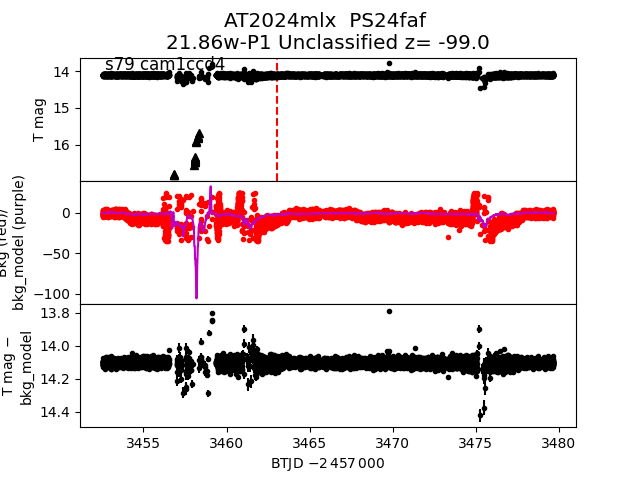 AT2024mlx  PS24faf
21.86w-P1 Unclassified z= -99.0
s79 cam1ccd4
14
15
16
T mag
0
−50
−100
Bkg (red)/
bkg_model (purple)
13.8
14.0
14.2
14.4
T mag −
bkg_model
3455
3460
3465
3470
3475
3480
BTJD −2 457 000